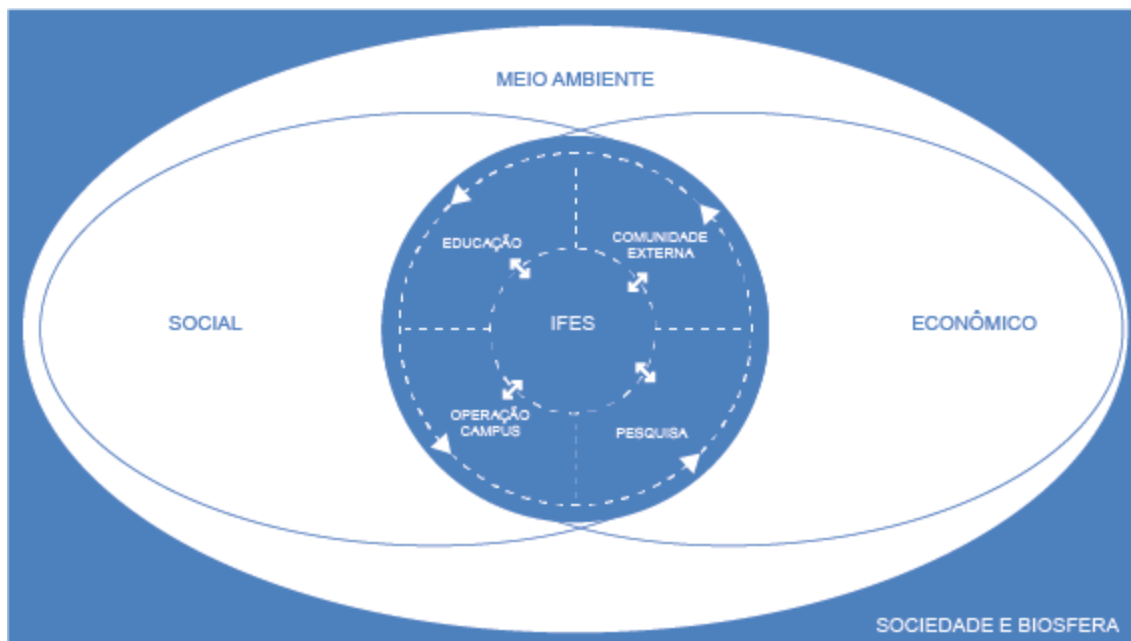 MEIO AMBIENTE
EDUCAÇÃO
COMUNIDADE
EXTERNA
SOCIAL
IFES
ECONÔMICO
OPERAÇÃO
CAMPUS
PESQUISA
SOCIEDADE E BIOSFERA